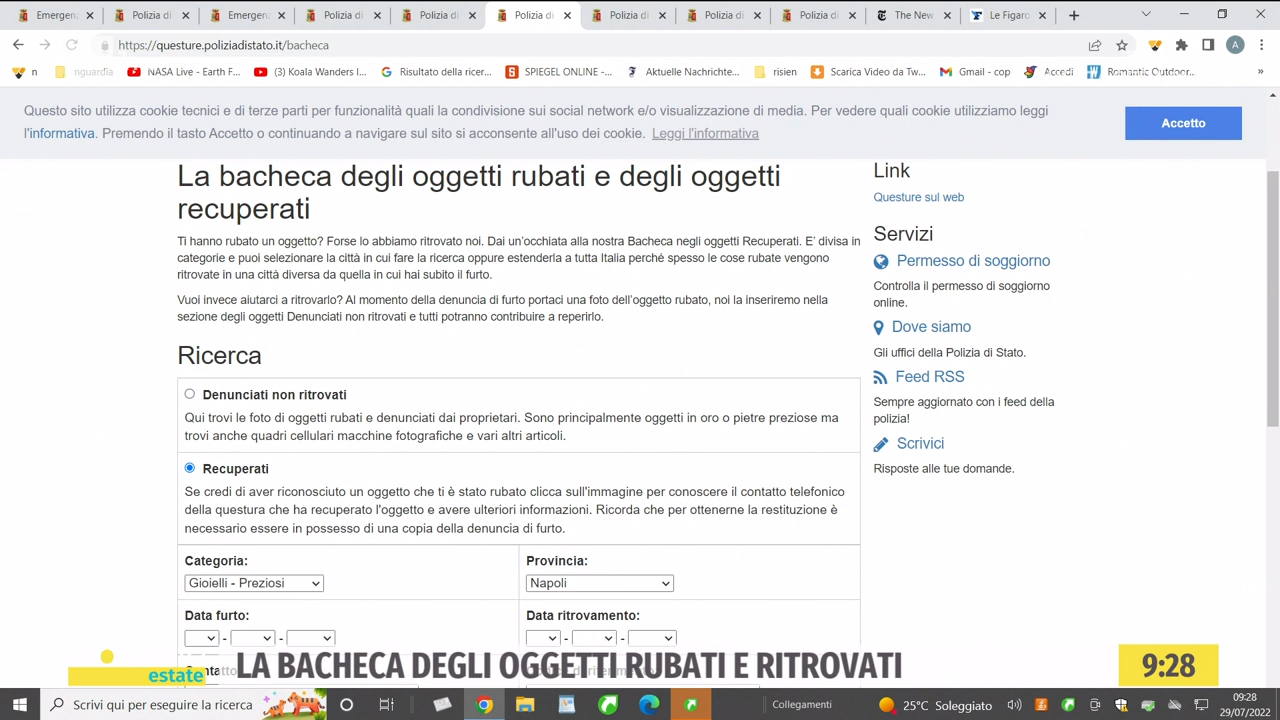 Emergen
Polizia di
Emergen
Polizia di
Polizia di
Polizia di
Polizia di
Polizia di
Polizia di
The New
Le Figaro
https://questure.poliziadistato.it/bacheca
A
n
nguardia
NASA Live - Earth F...
(3) Koala Wanders I...
Risultato della ricer...
SPIEGEL ONLINE -...
Aktuelle Nachrichte...
risien
Scarica Video da Tw...
Gmail - cop
Accedi
Romantic Outdoor...
»
Questo sito utilizza cookie tecnici e di terze parti per funzionalità quali la condivisione sui social network e/o visualizzazione di media. Per vedere quali cookie utilizziamo leggi
l'informativa. Premendo il tasto Accetto o continuando a navigare sul sito si acconsente all'uso dei cookie. Leggi l'informativa
Accetto
La bacheca degli oggetti rubati e degli oggetti
recuperati
Ti hanno rubato un oggetto? Forse lo abbiamo ritrovato noi. Dai un'occhiata alla nostra Bacheca negli oggetti Recuperati. E' divisa in
categorie e puoi selezionare la città in cui fare la ricerca oppure estenderla a tutta Italia perché spesso le cose rubate vengono
ritrovate in una città diversa da quella in cui hai subito il furto.
Vuoi invece aiutarci a ritrovarlo? Al momento della denuncia di furto portaci una foto dell'oggetto rubato, noi la inseriremo nella
sezione degli oggetti Denunciati non ritrovati e tutti potranno contribuire a reperirlo.
Ricerca
Denunciati non ritrovati
Qui trovi le foto di oggetti rubati e denunciati dai proprietari. Sono principalmente oggetti in oro o pietre preziose ma
trovi anche quadri cellulari macchine fotografiche e vari altri articoli.
Recuperati
Se credi di aver riconosciuto un oggetto che ti è stato rubato clicca sull'immagine per conoscere il contatto telefonico
della questura che ha recuperato l'oggetto e avere ulteriori informazioni. Ricorda che per ottenerne la restituzione è
necessario essere in possesso di una copia della denuncia di furto.
Categoria:
Gioielli - Preziosi
Provincia:
Napoli
Data furto:
- -
Data ritrovamento:
- -
Link
Questure sul web
Servizi
Permesso di soggiorno
Controlla il permesso di soggiorno
online.
Dove siamo
Gli uffici della Polizia di Stato.
Feed RSS
Sempre aggiornato con i feed della
polizia!
Scrivici
Risposte alle tue domande.
estate
LA BACHECA DEGLI OGGETTI RUBATI E RITROVATI
9:28
Scrivi qui per eseguire la ricerca
Collegamenti
25°C Soleggiato
09:28
29/07/2022